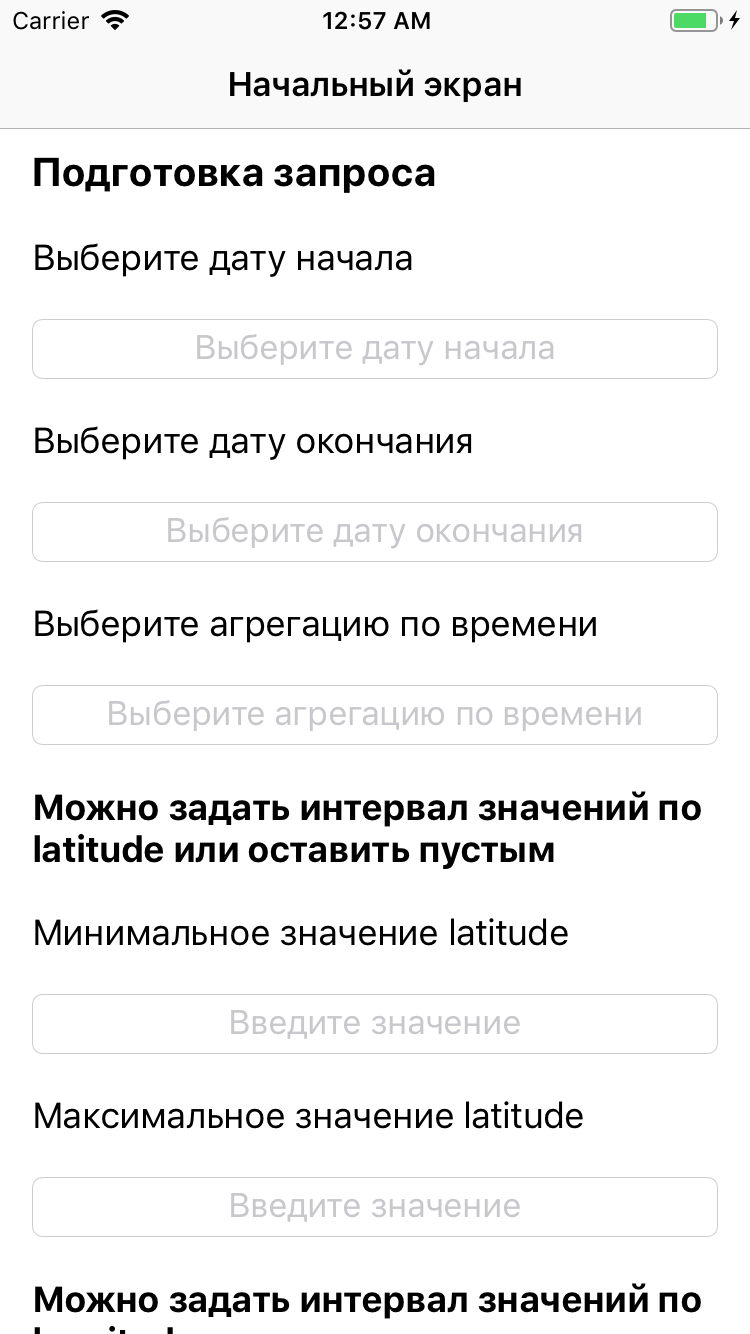 Carrier 12:57 AM
Начальный экран
Подготовка запроса
Выберите дату начала
Выберите дату начала
Выберите дату окончания
Выберите дату окончания
Выберите агрегацию по времени
Выберите агрегацию по времени
Можно задать интервал значений по
latitude или оставить пустым
Минимальное значение latitude
Введите значение
Максимальное значение latitude
Введите значение
Можно задать интервал значений по